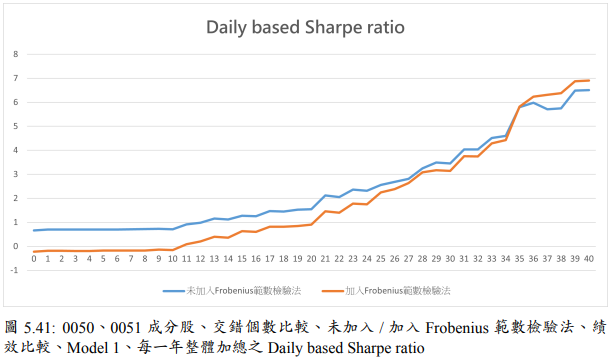 Daily based Sharpe ratio
8
7
6
5
4
3
2
1
0
-1
0 1 2 3 4 5 6 7 8 9 10 11 12 13 14 15 16 17 18 19 20 21 22 23 24 25 26 27 28 29 30 31 32 33 34 35 36 37 38 39 40
未加入Frobenius範數檢驗法 加入Frobenius範數檢驗法
圖 5.41: 0050、0051 成分股、交錯個數比較、未加入 / 加入 Frobenius 範數檢驗法、績
效比較、Model 1、每一年整體加總之 Daily based Sharpe ratio